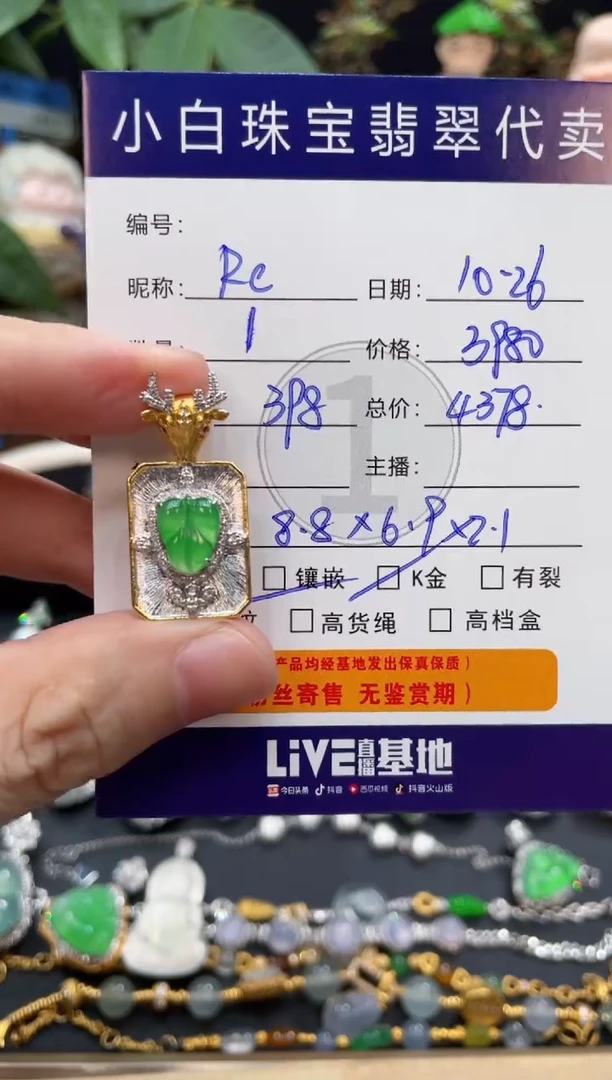 小白珠宝翡翠代卖
编号：
昵称：Rc 日期：10-26
1 价格：3980
398 总价：4378.
主播：
8.8×6.9×2.1
镶嵌 K金 有裂
高货绳 高档盒
产品均经基地发出保真保质）
丝寄售 无鉴赏期）
LiVE直播基地
今日头条 抖音 西瓜视频 抖音火山版
1